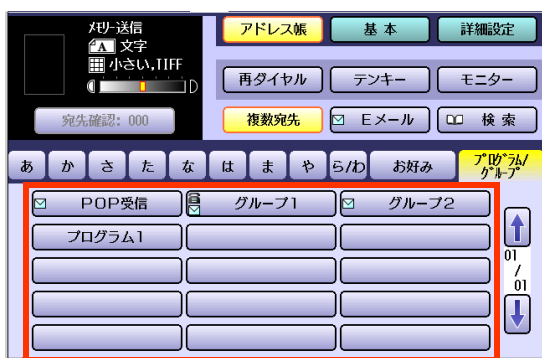 ﾒﾓﾘｰ送信
A 文字
小さい,TIFF
D
宛先確認: 000
アドレス帳
基 本
詳細設定
再ダイヤル
テンキー
モニター
複数宛先
Eメール
検 索
あ
か
さ
た
な
は
ま
や
ら/わ
お好み
ﾌﾟﾛｸﾞﾗﾑ/
ｸﾞﾙｰﾌﾟ
POP受信
グループ1
グループ2
プログラム1
01
/
01